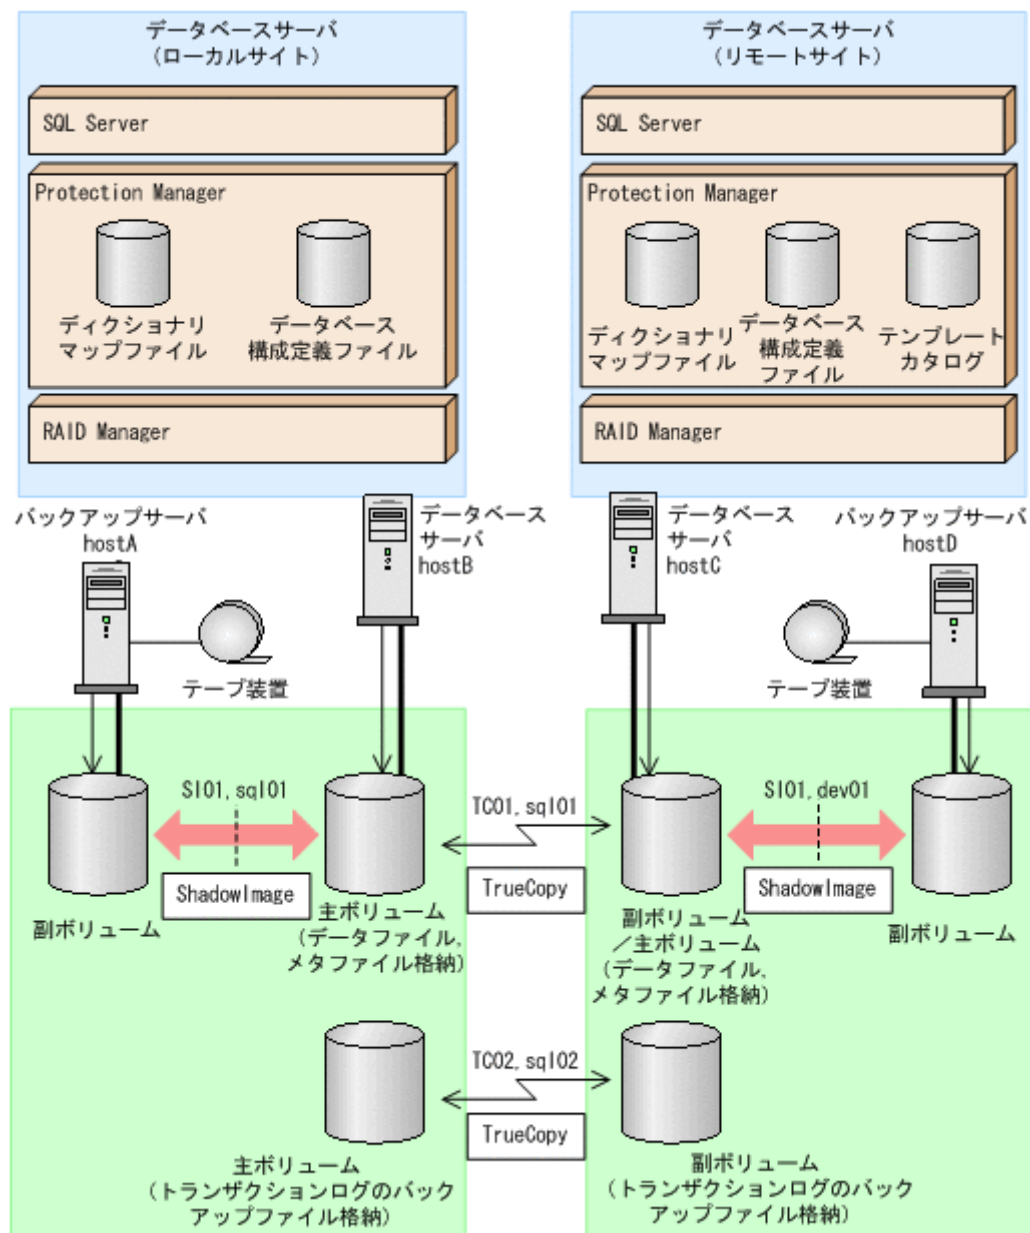 データベースサーバ
（ローカルサイト）
SQL Server
Protection Manager
ディクショナリ
マップファイル
データベース
構成定義ファイル
RAID Manager
データベースサーバ
（リモートサイト）
SQL Server
Protection Manager
ディクショナリ
マップファイル
データベース
構成定義
ファイル
テンプレート
カタログ
RAID Manager
バックアップサーバ
hostA
データベース
サーバ
hostB
データベース
サーバ
hostC
バックアップサーバ
hostD
テープ装置
テープ装置
SI01,sql01
TC01,sql01
SI01,dev01
ShadowImage
TrueCopy
ShadowImage
副ボリューム
主ボリューム
（データファイル,
メタファイル格納）
副ボリューム
／主ボリューム
（データファイル,
メタファイル格納）
副ボリューム
TC02,sql02
TrueCopy
主ボリューム
（トランザクションログのバック
アップファイル格納）
副ボリューム
（トランザクションログのバック
アップファイル格納）